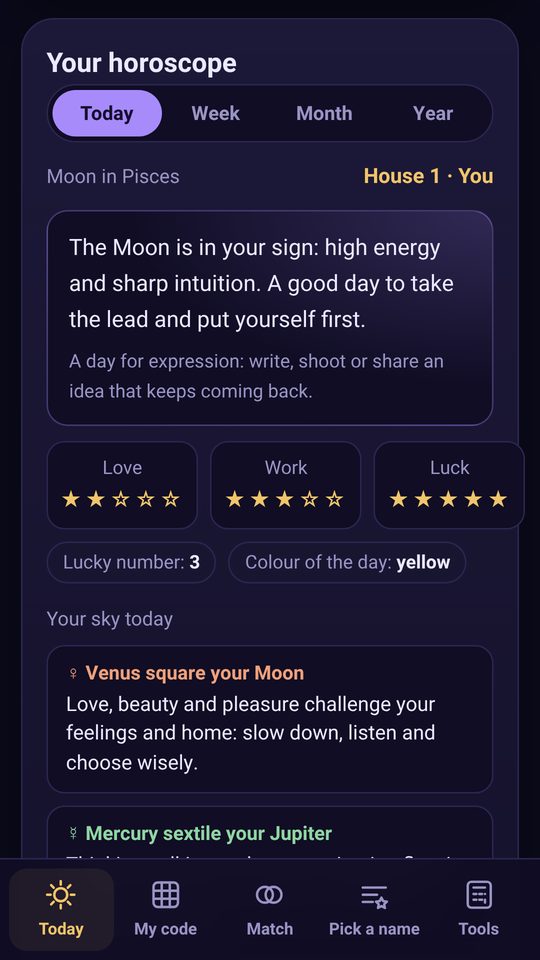 Your horoscope
Today Week Month Year
Moon in Pisces House 1 · You
The Moon is in your sign: high energy
and sharp intuition. A good day to take
the lead and put yourself first.
A day for expression: write, shoot or share an
idea that keeps coming back.
Love Work Luck
★★☆☆☆ ★★★☆☆ ★★★★★
Lucky number: 3 Colour of the day: yellow
Your sky today
♀ Venus square your Moon
Love, beauty and pleasure challenge your
feelings and home: slow down, listen and
choose wisely.
☿ Mercury sextile your Jupiter
Today My code Match Pick a name Tools